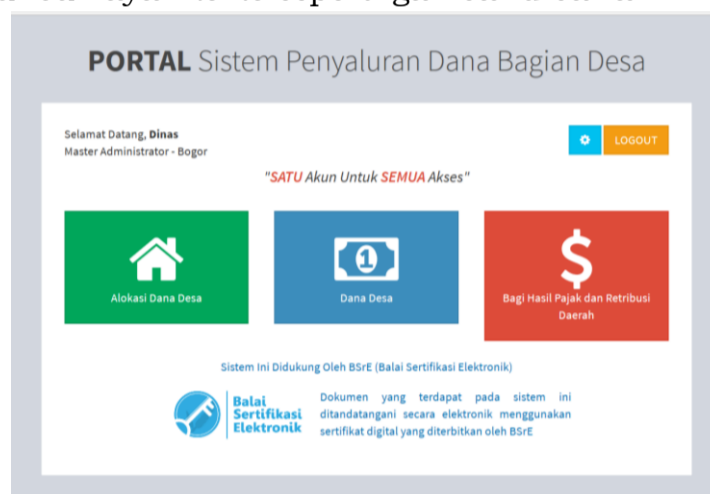 PORTAL Sistem Penyaluran Dana Bagian Desa
Selamat Datang, Dinas
Master Administrator - Bogor
LOGOUT
"SATU Akun Untuk SEMUA Akses"
Alokasi Dana Desa
1
Dana Desa
$
Bagi Hasil Pajak dan Retribusi
Daerah
Sistem Ini Didukung Oleh BSrE (Balai Sertifikasi Elektronik)
Balai
Sertifikasi
Elektronik
Dokumen yang terdapat pada sistem ini
ditandatangani secara elektronik menggunakan
sertifikat digital yang diterbitkan oleh BSrE